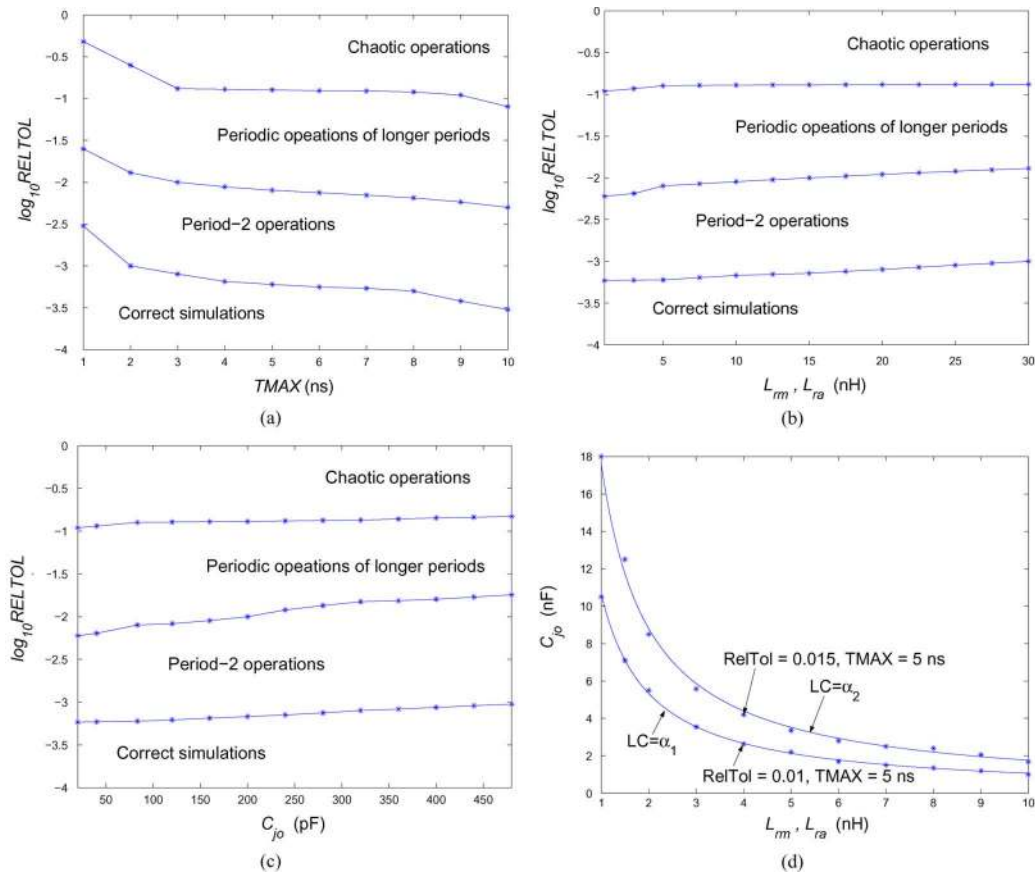 0
−0.5
−1
−1.5
−2
−2.5
−3
−3.5
−4
log10RELTOL
Chaotic operations
Periodic opeations of longer periods
Period−2 operations
Correct simulations
1 2 3 4 5 6 7 8 9 10
TMAX (ns)
(a)
0
−0.5
−1
−1.5
−2
−2.5
−3
−3.5
−4
log10RELTOL
Chaotic operations
Periodic opeations of longer periods
Period−2 operations
Correct simulations
5 10 15 20 25 30
Lrm , Lra (nH)
(b)
0
−0.5
−1
−1.5
−2
−2.5
−3
−3.5
−4
log10RELTOL
Chaotic operations
Periodic opeations of longer periods
Period−2 operations
Correct simulations
50 100 150 200 250 300 350 400 450
Cjo (pF)
(c)
18
16
14
12
10
8
6
4
2
0
Cjo (nF)
RelTol = 0.015, TMAX = 5 ns
LC=α2
LC=α1
RelTol = 0.01, TMAX = 5 ns
1 2 3 4 5 6 7 8 9 10
Lrm , Lra (nH)
(d)